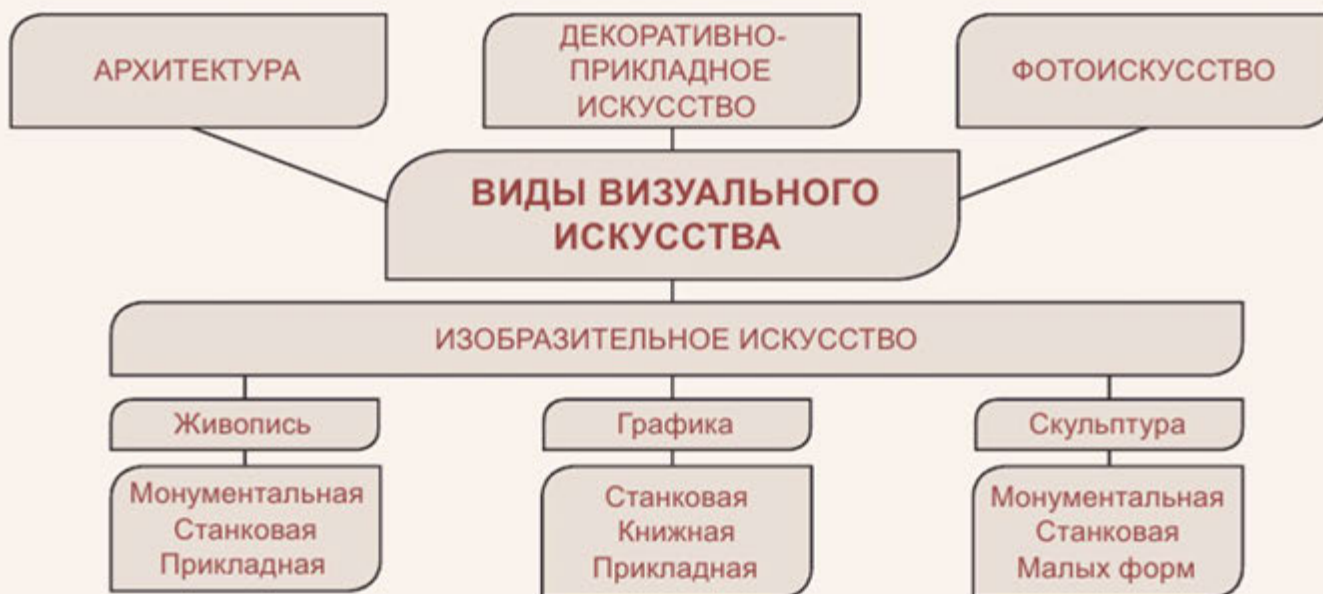 АРХИТЕКТУРА
ДЕКОРАТИВНО-
ПРИКЛАДНОЕ
ИСКУССТВО
ФОТОИСКУССТВО
ВИДЫ ВИЗУАЛЬНОГО
ИСКУССТВА
ИЗОБРАЗИТЕЛЬНОЕ ИСКУССТВО
Живопись
Монументальная
Станковая
Прикладная
Графика
Станковая
Книжная
Прикладная
Скульптура
Монументальная
Станковая
Малых форм